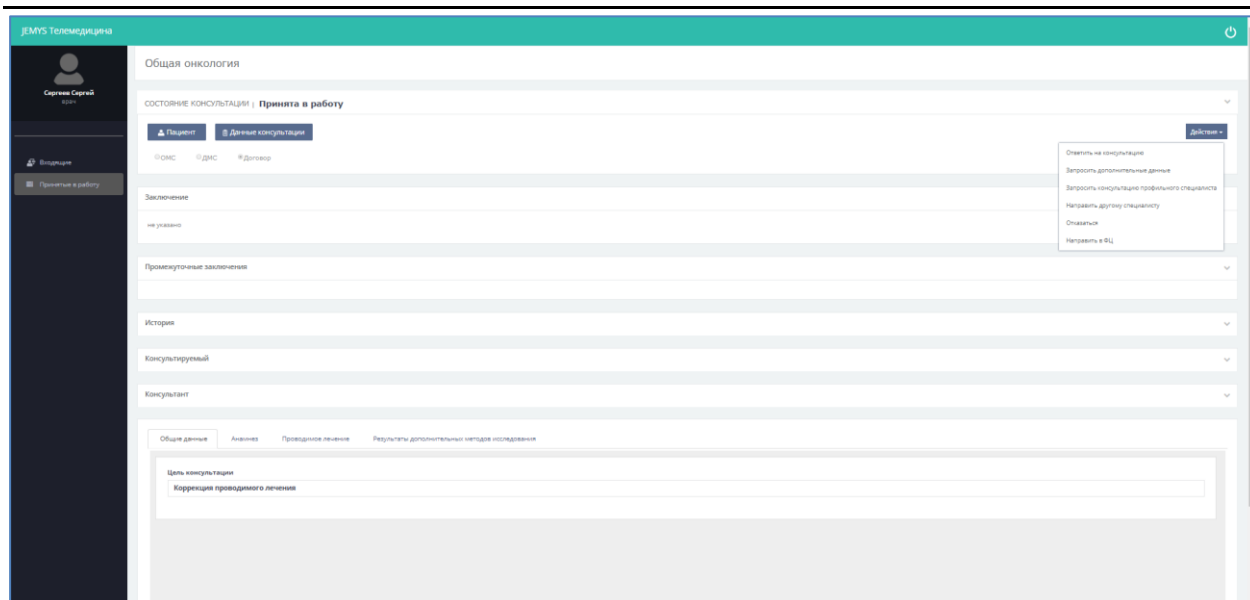 JEMYS Телемедицина
Сергеев Сергей
врач
Входящие
Принятые в работу
Общая онкология
СОСТОЯНИЕ КОНСУЛЬТАЦИИ | Принята в работу
Пациент
Данные консультации
Действия
ОМС
ДМС
Договор
Ответить на консультацию
Запросить дополнительные данные
Запросить консультацию профильного специалиста
Направить другому специалисту
Отказаться
Направить в ФЦ
Заключение
не указано
Промежуточные заключения
История
Консультируемый
Консультант
Общие данные
Анамнез
Проводимое лечение
Результаты дополнительных методов исследования
Цель консультации
Коррекция проводимого лечения